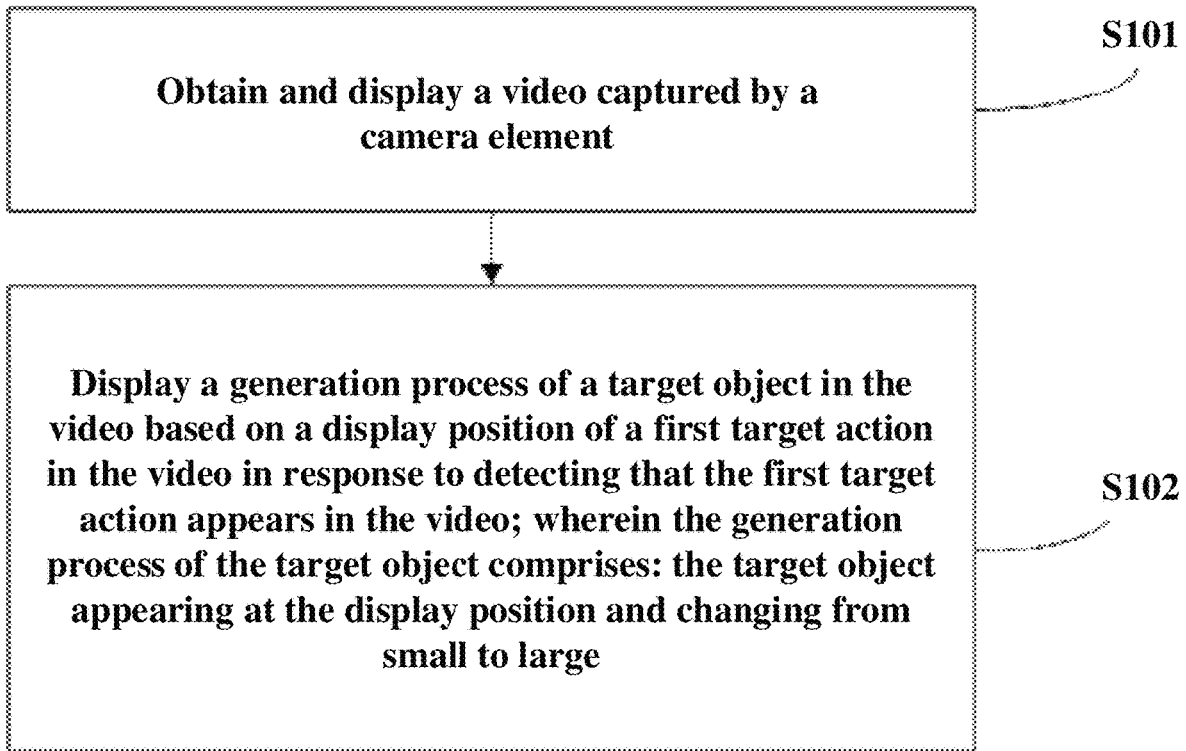 S101
Obtain and display a video captured by a
camera element
Display a generation process of a target object in the
video based on a display position of a first target action
in the video in response to detecting that the first target
action appears in the video; wherein the generation
process of the target object comprises: the target object
appearing at the display position and changing from
small to large
S102